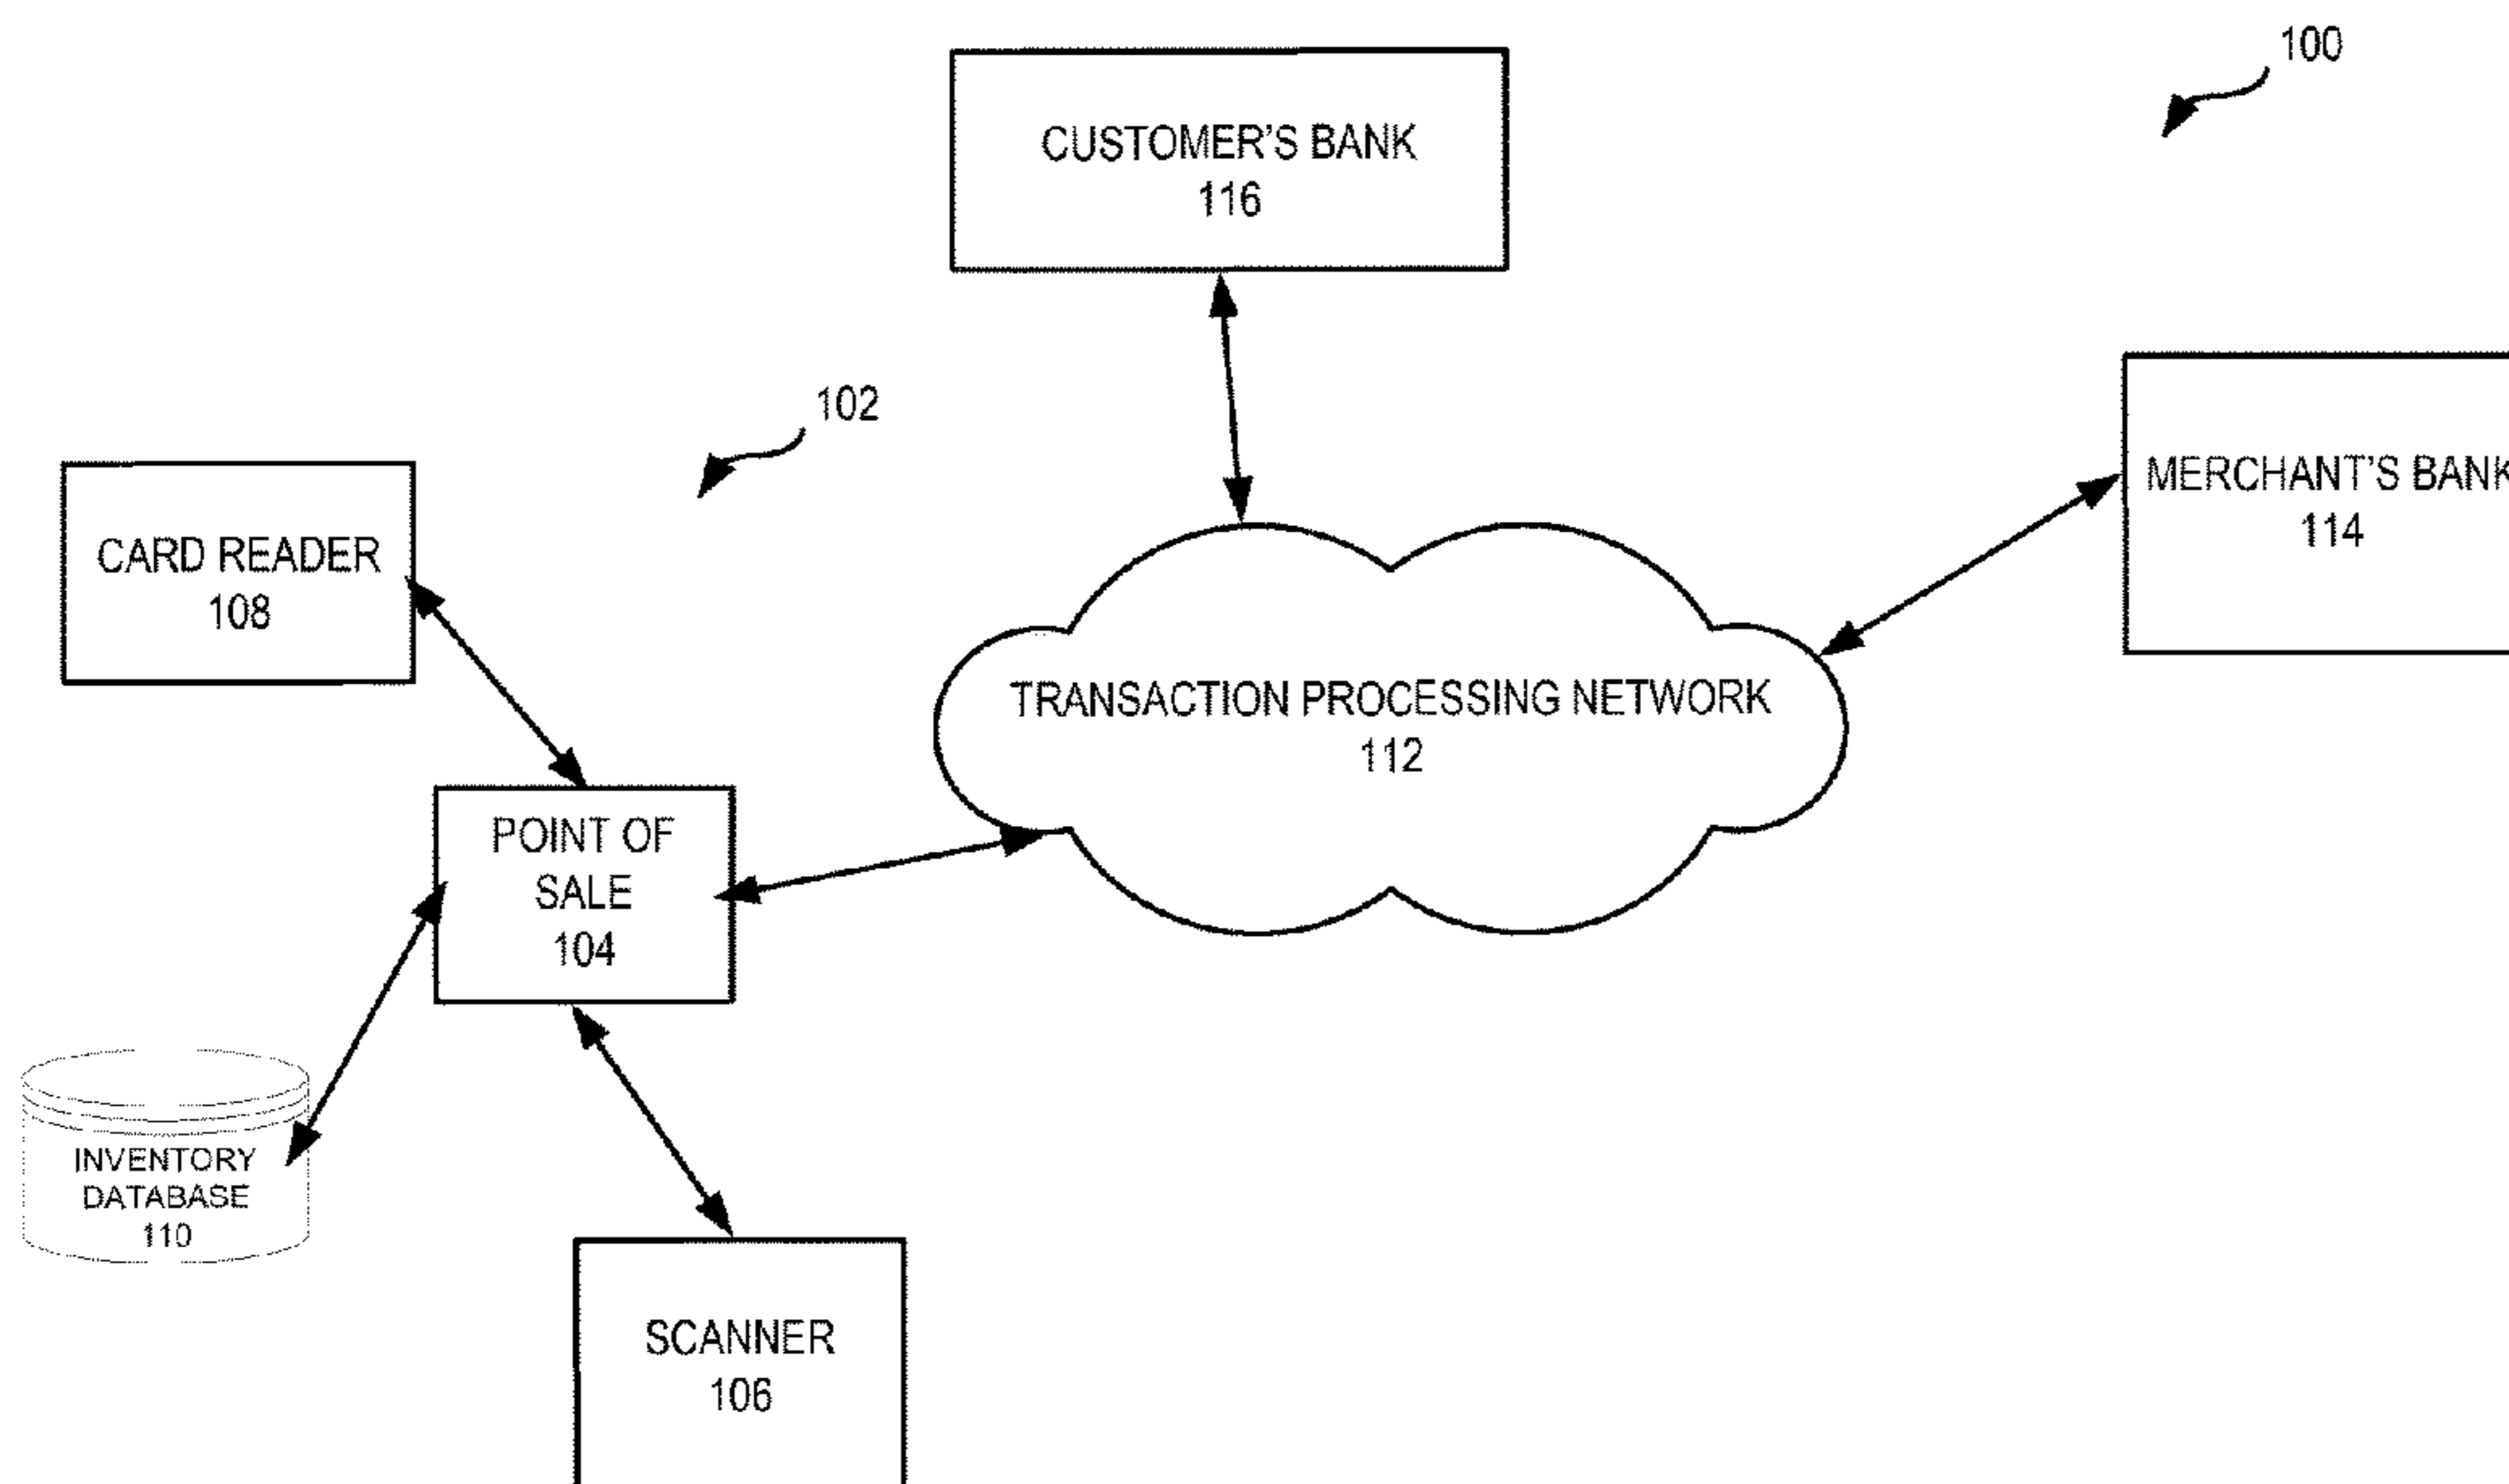 100
CUSTOMER'S BANK
116
102
MERCHANT'S BANK
114
CARD READER
108
TRANSACTION PROCESSING NETWORK
112
POINT OF
SALE
104
INVENTORY
DATABASE
110
SCANNER
106